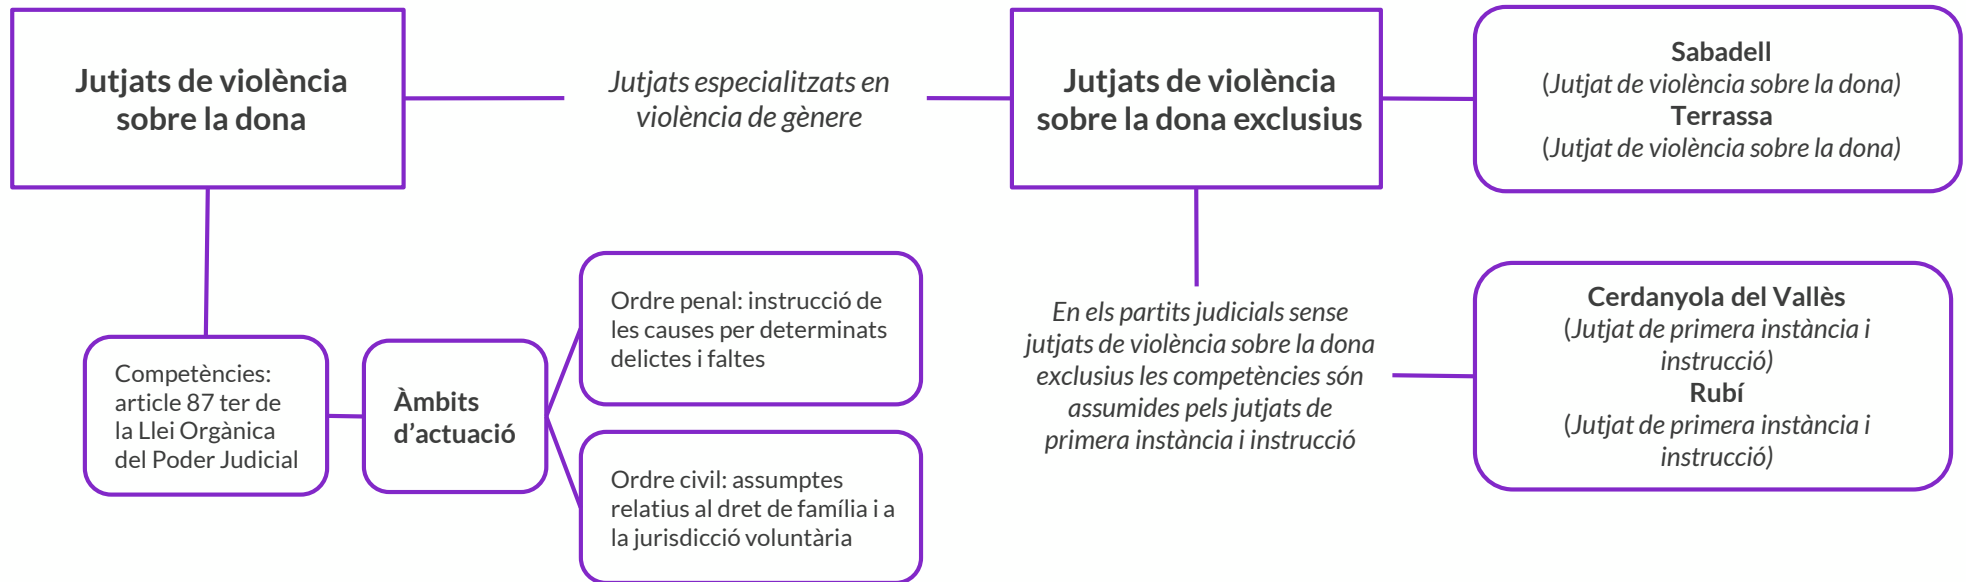 Jutjats de violència
sobre la dona
Jutjats especialitzats en
violència de gènere
Jutjats de violència
sobre la dona exclusius
Sabadell
(Jutjat de violència sobre la dona)
Terrassa
(Jutjat de violència sobre la dona)
Competències:
article 87 ter de
la Llei Orgànica
del Poder Judicial
Àmbits
d’actuació
Ordre penal: instrucció de
les causes per determinats
delictes i faltes
Ordre civil: assumptes
relatius al dret de família i a
la jurisdicció voluntària
En els partits judicials sense
jutjats de violència sobre la dona
exclusius les competències són
assumides pels jutjats de
primera instància i instrucció
Cerdanyola del Vallès
(Jutjat de primera instància i
instrucció)
Rubí
(Jutjat de primera instància i
instrucció)